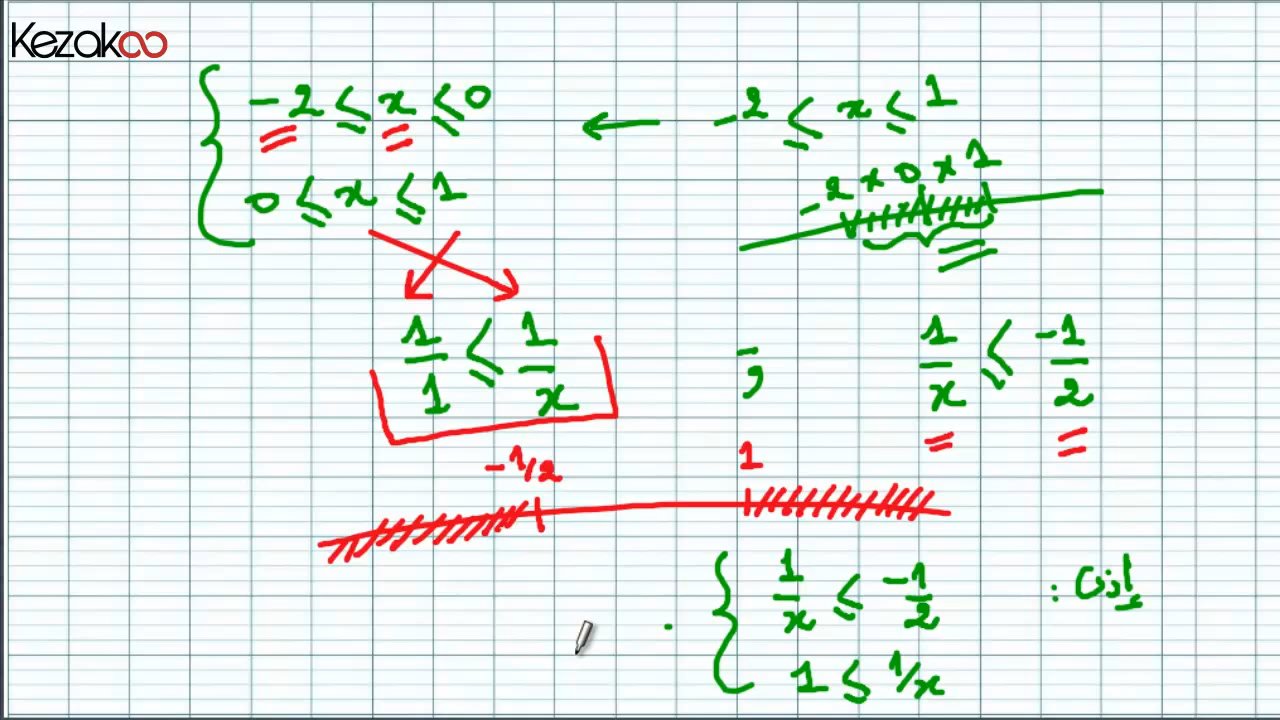 Kezakoo
-2 ≤ x ≤ 0 ← -2 ≤ x ≤ 1
0 ≤ x ≤ 1
-2 x 0 x 1
1/1 ≤ 1/x ; 1/x ≤ -1/2
-1/2 1
إذن :
1/x ≤ -1/2
1 ≤ 1/x